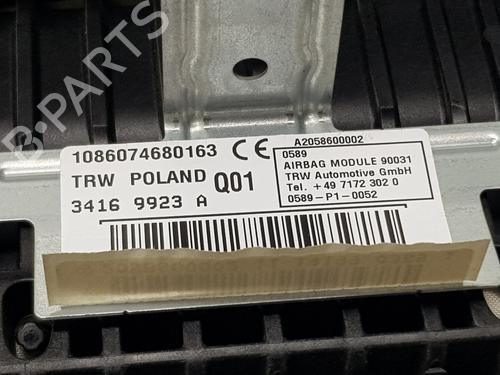 A2058600002
1086074680163 CE
0589
AIRBAG MODULE 90031
TRW POLAND Q01
TRW Automotive GmbH
Tel. + 49 7172 302 0
3416 9923 A
0589-P1-0052
B-PARTS